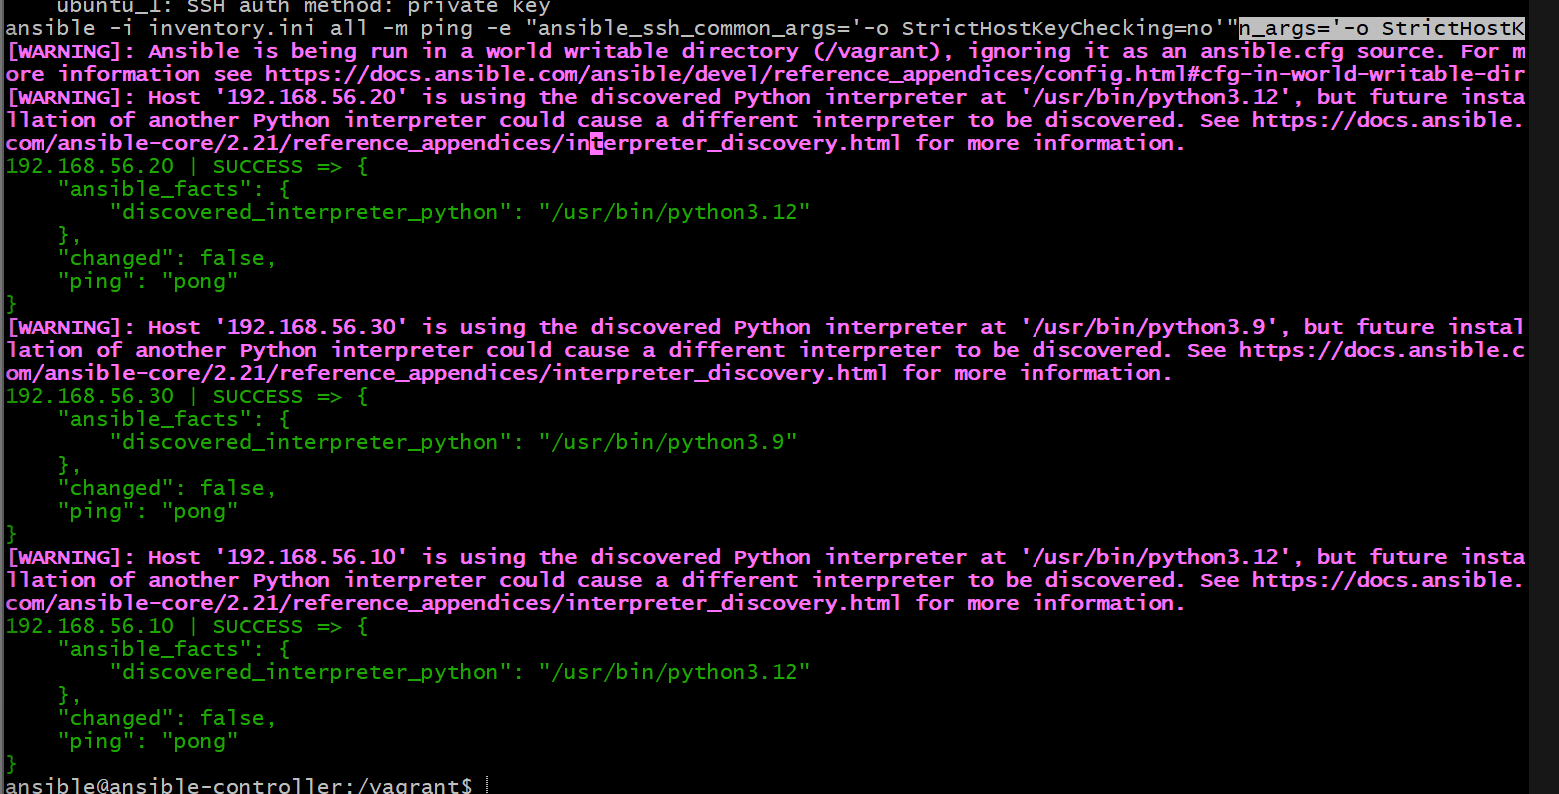 ubuntu_1: SSH auth method: private key
ansible -i inventory.ini all -m ping -e "ansible_ssh_common_args='-o StrictHostKeyChecking=no'"n_args='-o StrictHostK
[WARNING]: Ansible is being run in a world writable directory (/vagrant), ignoring it as an ansible.cfg source. For m
ore information see https://docs.ansible.com/ansible/devel/reference_appendices/config.html#cfg-in-world-writable-dir
[WARNING]: Host '192.168.56.20' is using the discovered Python interpreter at '/usr/bin/python3.12', but future insta
llation of another Python interpreter could cause a different interpreter to be discovered. See https://docs.ansible.
com/ansible-core/2.21/reference_appendices/interpreter_discovery.html for more information.
192.168.56.20 | SUCCESS => {
    "ansible_facts": {
        "discovered_interpreter_python": "/usr/bin/python3.12"
    },
    "changed": false,
    "ping": "pong"
}
[WARNING]: Host '192.168.56.30' is using the discovered Python interpreter at '/usr/bin/python3.9', but future instal
lation of another Python interpreter could cause a different interpreter to be discovered. See https://docs.ansible.c
om/ansible-core/2.21/reference_appendices/interpreter_discovery.html for more information.
192.168.56.30 | SUCCESS => {
    "ansible_facts": {
        "discovered_interpreter_python": "/usr/bin/python3.9"
    },
    "changed": false,
    "ping": "pong"
}
[WARNING]: Host '192.168.56.10' is using the discovered Python interpreter at '/usr/bin/python3.12', but future insta
llation of another Python interpreter could cause a different interpreter to be discovered. See https://docs.ansible.
com/ansible-core/2.21/reference_appendices/interpreter_discovery.html for more information.
192.168.56.10 | SUCCESS => {
    "ansible_facts": {
        "discovered_interpreter_python": "/usr/bin/python3.12"
    },
    "changed": false,
    "ping": "pong"
}
ansible@ansible-controller:/vagrant$